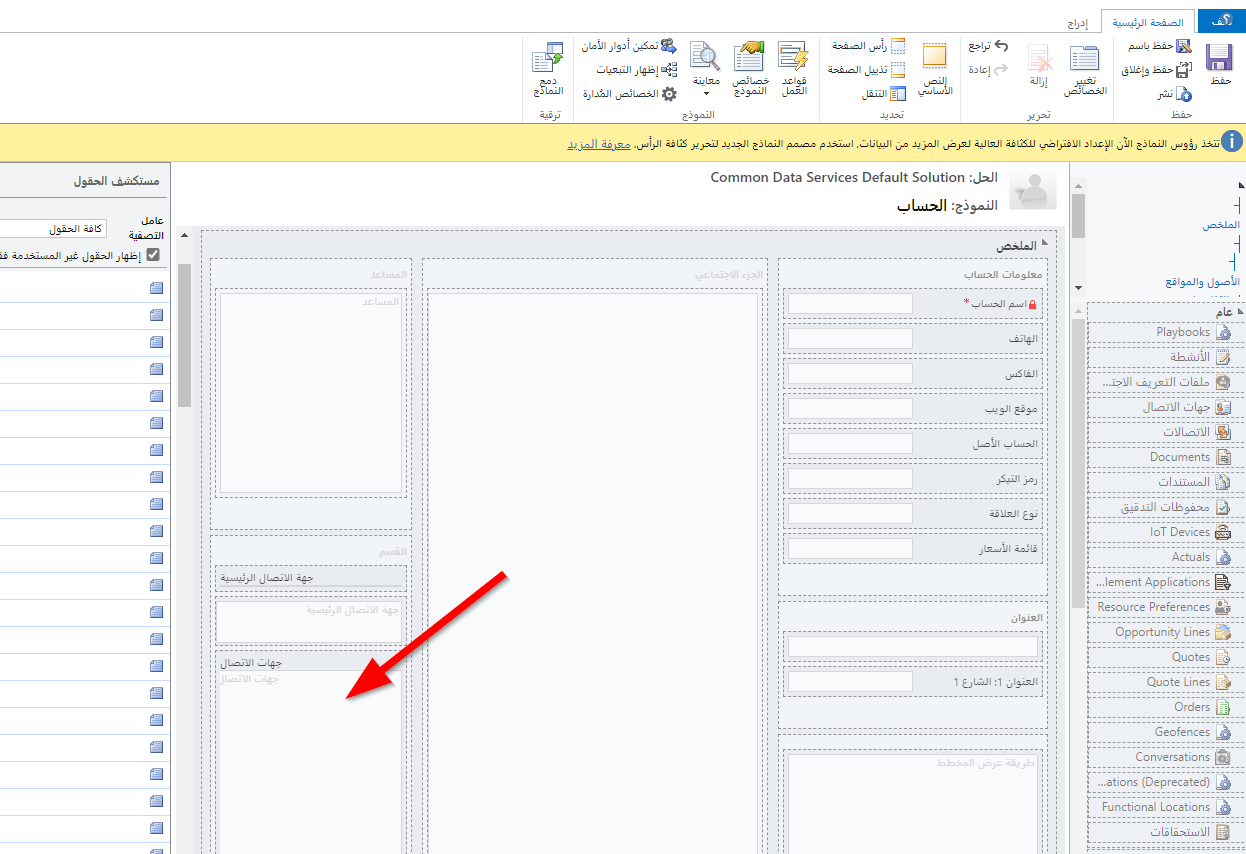 ملف
الصفحة الرئيسية
إدراج
حفظ
حفظ باسم
حفظ وإغلاق
نشر
حفظ
تغيير
الخصائص
إزالة
تراجع
إعادة
تحرير
النص
الأساسي
رأس الصفحة
تذييل الصفحة
التنقل
تحديد
قواعد
العمل
خصائص
النموذج
معاينة
تمكين أدوار الأمان
إظهار التبعيات
الخصائص المُدارة
النموذج
دمج
النماذج
ترقية
تتخذ رؤوس النماذج الآن الإعداد الافتراضي للكثافة العالية لعرض المزيد من البيانات. استخدم مصمم النماذج الجديد لتحرير كثافة الرأس. معرفة المزيد
الملخص
الأصول والمواقع
عام
Playbooks
الأنشطة
ملفات التعريف الاجت...
جهات الاتصال
الاتصالات
Documents
المستندات
محفوظات التدقيق
IoT Devices
Actuals
...lement Applications
Resource Preferences
Opportunity Lines
Quotes
Quote Lines
Orders
Geofences
Conversations
...ations (Deprecated)
Functional Locations
الاستحقاقات
الحل: Common Data Services Default Solution
النموذج: الحساب
الملخص
معلومات الحساب
اسم الحساب*
الهاتف
الفاكس
موقع الويب
الحساب الأصل
رمز التيكر
نوع العلاقة
قائمة الأسعار
العنوان
العنوان 1: الشارع 1
طريقة عرض المخطط
الجزء الاجتماعي
المساعد
المساعد
القسم
جهة الاتصال الرئيسية
جهة الاتصال الرئيسية
جهات الاتصال
جهات الاتصال
مستكشف الحقول
عامل
التصفية
كافة الحقول
إظهار الحقول غير المستخدمة فق